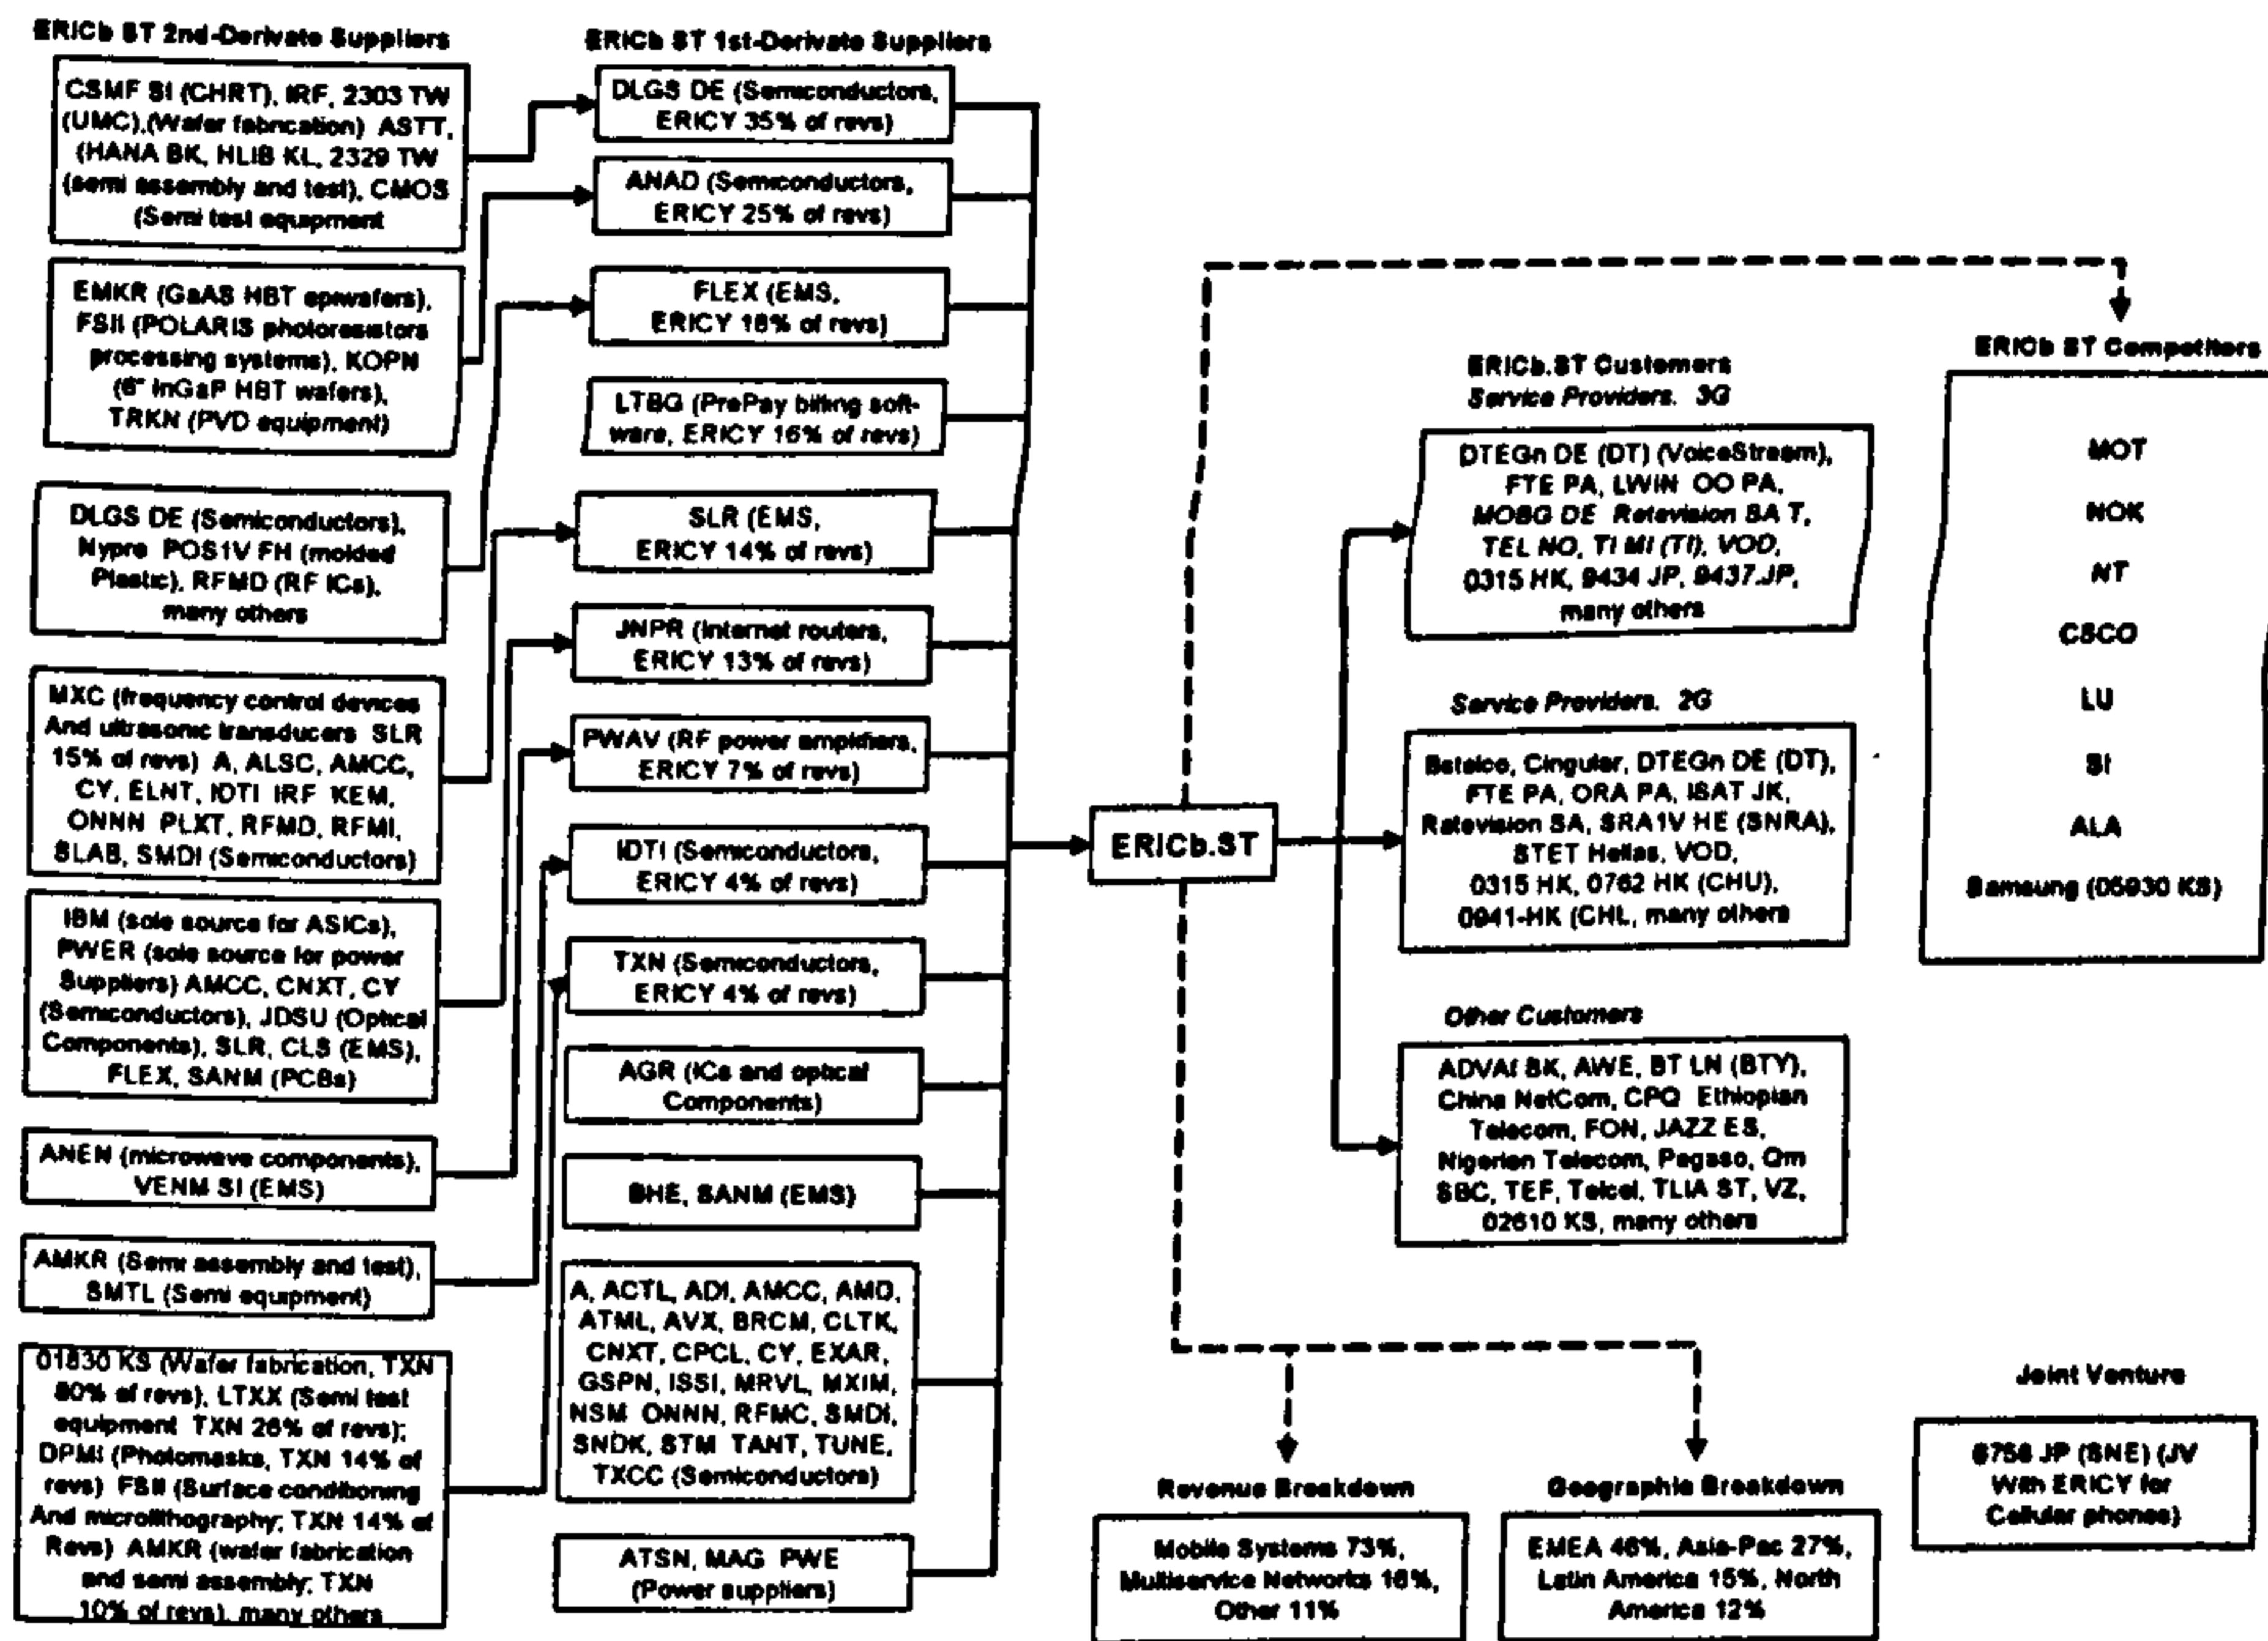 ERICb ST 2nd-Derivate Suppliers
CSMF SI (CHRT), IRF, 2303 TW
(UMC),(Wafer fabrication) ASTT,
(HANA BK, HLIB KL, 2329 TW
(semi assembly and test), CMOS
(Semi test equipment
EMKR (GaAS HBT epiwafers),
FSII (POLARIS photoresistors
processing systems), KOPN
(6" InGaP HBT wafers),
TRKN (PVD equipment)
DLGS DE (Semiconductors),
Nypro POS1V FH (molded
Plastic), RFMD (RF ICs),
many others
MXC (frequency control devices
And ultrasonic transducers SLR
15% of revs) A, ALSC, AMCC,
CY, ELNT, IDTI IRF KEM,
ONNN PLXT, RFMD, RFMI,
SLAB, SMDI (Semiconductors)
IBM (sole source for ASICs),
PWER (sole source for power
Suppliers) AMCC, CNXT, CY
(Semiconductors), JDSU (Optical
Components), SLR, CLS (EMS),
FLEX, SANM (PCBs)
ANEN (microwave components),
VENM SI (EMS)
AMKR (Semi assembly and test),
SMTL (Semi equipment)
01830 KS (Wafer fabrication, TXN
80% of revs), LTXX (Semi test
equipment TXN 26% of revs);
DPMI (Photomasks, TXN 14% of
revs) FSII (Surface conditioning
And microlithography; TXN 14% of
Revs) AMKR (wafer fabrication
and semi assembly; TXN
10% of revs), many others
ERICb ST 1st-Derivate Suppliers
DLGS DE (Semiconductors,
ERICY 35% of revs)
ANAD (Semiconductors,
ERICY 25% of revs)
FLEX (EMS,
ERICY 18% of revs)
LTBG (PrePay billing soft-
ware, ERICY 16% of revs)
SLR (EMS,
ERICY 14% of revs)
JNPR (Internet routers,
ERICY 13% of revs)
PWAV (RF power amplifiers,
ERICY 7% of revs)
IDTI (Semiconductors,
ERICY 4% of revs)
TXN (Semiconductors,
ERICY 4% of revs)
AGR (ICs and optical
Components)
BHE, SANM (EMS)
A, ACTL, ADI, AMCC, AMD,
ATML, AVX, BRCM, CLTK,
CNXT, CPCL, CY, EXAR,
GSPN, ISSI, MRVL, MXIM,
NSM ONNN, RFMC, SMDI,
SNDK, STM TANT, TUNE,
TXCC (Semiconductors)
ATSN, MAG PWE
(Power suppliers)
ERICb.ST
ERICb.ST Customers
Service Providers. 3G
DTEGn DE (DT) (VoiceStream),
FTE PA, LWIN OO PA,
MOBG DE Retevision SA T,
TEL NO, TI MI (TI), VOD,
0315 HK, 9434 JP, 9437.JP,
many others
Service Providers. 2G
Batelco, Cingular, DTEGn DE (DT),
FTE PA, ORA PA, ISAT JK,
Ratevision SA, SRA1V HE (SNRA),
STET Hellas, VOD,
0315 HK, 0762 HK (CHU),
0941-HK (CHL, many others
Other Customers
ADVAf BK, AWE, BT LN (BTY),
China NetCom, CPQ Ethiopian
Telecom, FON, JAZZ ES,
Nigerien Telecom, Pegaso, Qm
SBC, TEF, Telcel, TLIA ST, VZ,
02610 KS, many others
ERICb ST Competitors
MOT
NOK
NT
CSCO
LU
SI
ALA
Samsung (05930 KS)
Revenue Breakdown
Mobile Systems 73%,
Multiservice Networks 16%,
Other 11%
Geographic Breakdown
EMEA 46%, Asia-Pac 27%,
Latin America 15%, North
America 12%
Joint Venture
6758 JP (SNE) (JV
With ERICY for
Cellular phones)